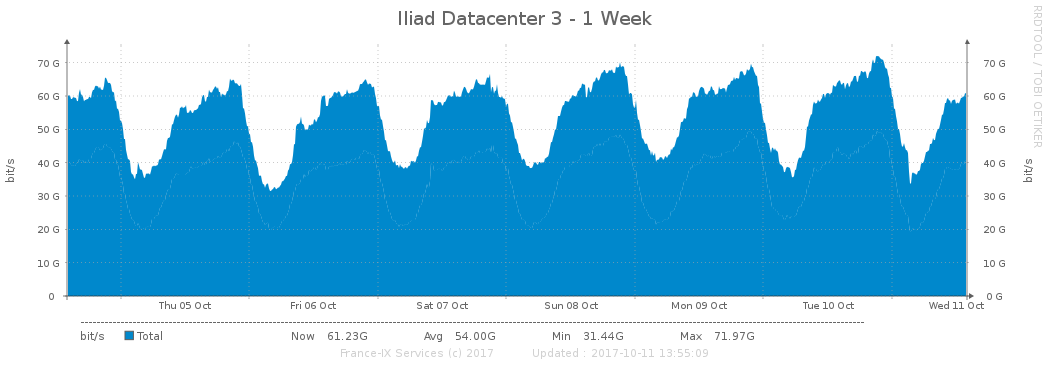 Iliad Datacenter 3 - 1 Week
RRDTOOL / TOBI OETIKER
70 G 70 G
60 G 60 G
50 G 50 G
40 G 40 G
30 G 30 G
20 G 20 G
10 G 10 G
0 0 G
bit/s
bit/s
Thu 05 Oct Fri 06 Oct Sat 07 Oct Sun 08 Oct Mon 09 Oct Tue 10 Oct Wed 11 Oct
bit/s Total Now 61.23G Avg 54.00G Min 31.44G Max 71.97G
France-IX Services (c) 2017 Updated : 2017-10-11 13:55:09